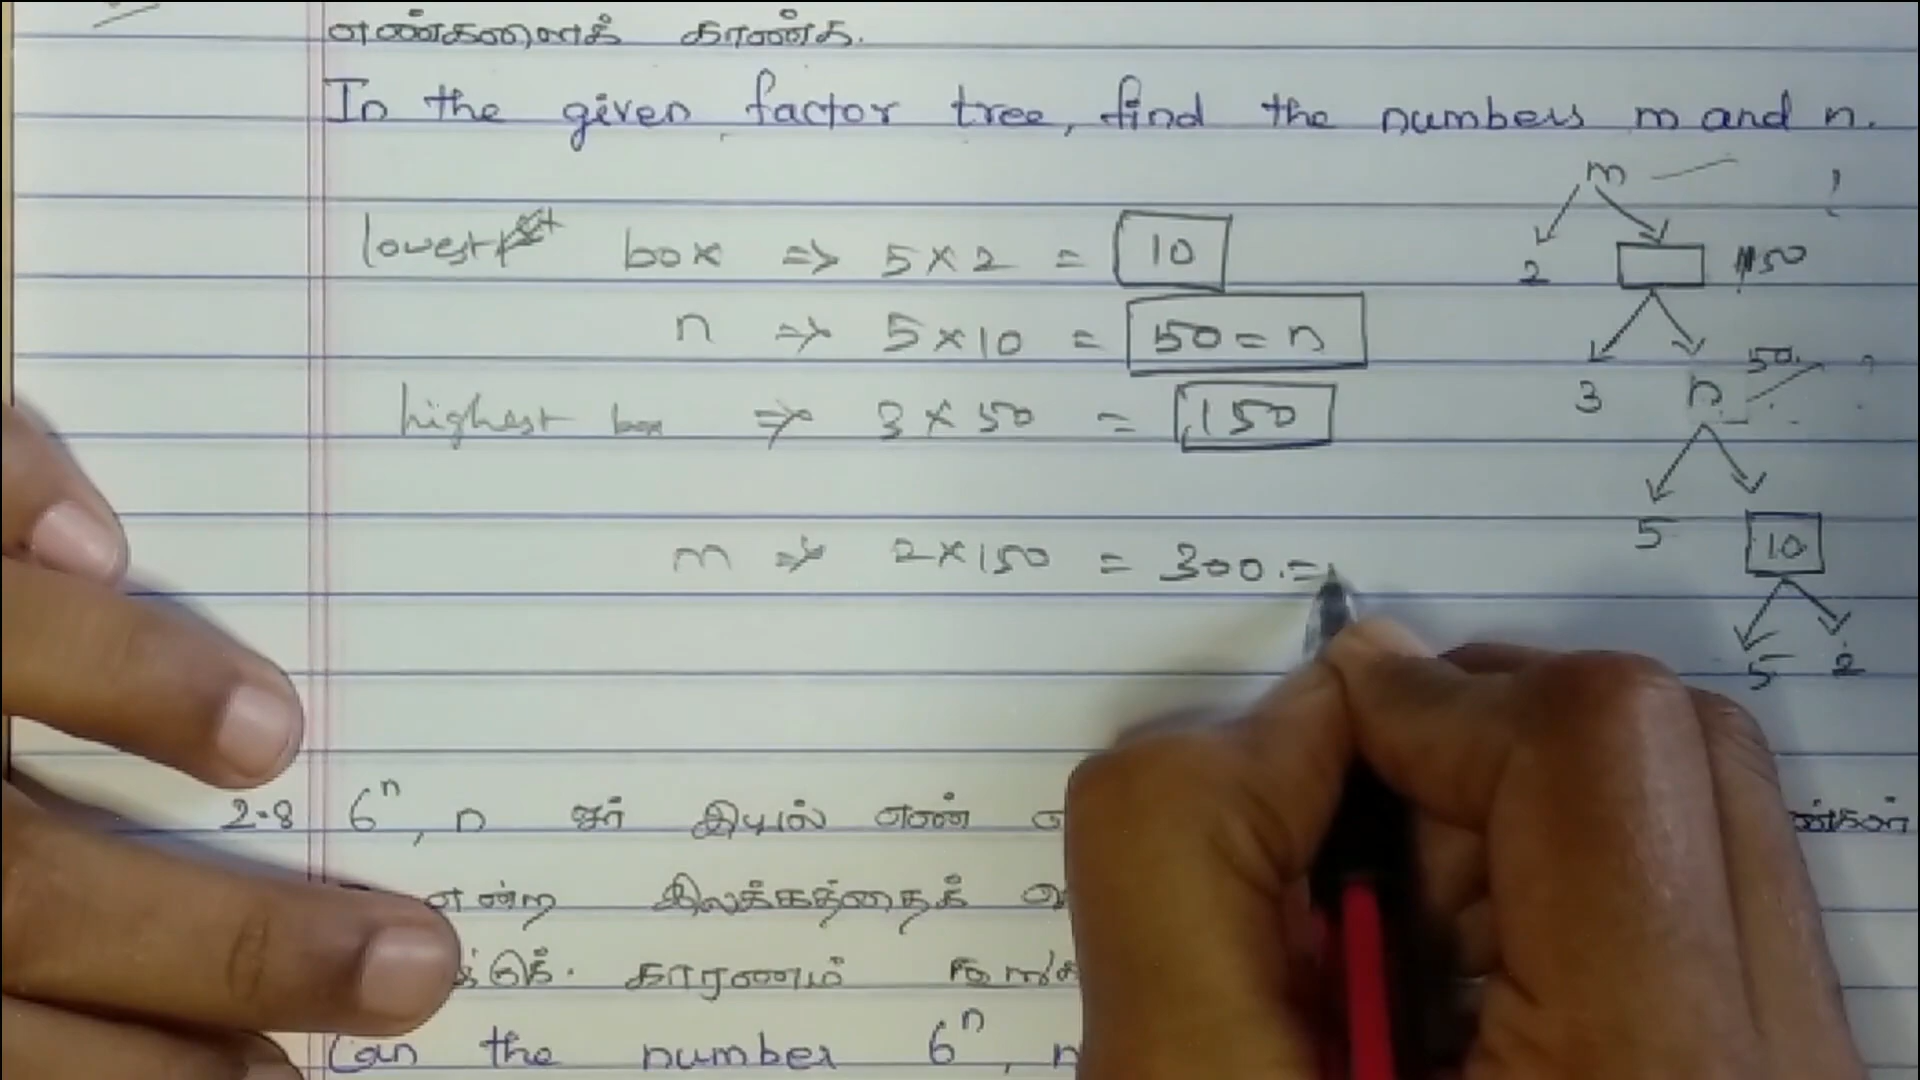 எண்களைக் காண்க.
In the given factor tree, find the numbers m and n.
lowest box => 5 × 2 = 10
n => 5 × 10 = 50 = n
highest box => 3 × 50 = 150
m => 2 × 150 = 300. =
m
2 150
3 n 50.
5 10
5 2
2.8 6ⁿ, n ஓர் இயல் எண்
என்ற இலக்கத்தைக்
காரணம்
Can the number 6ⁿ, n